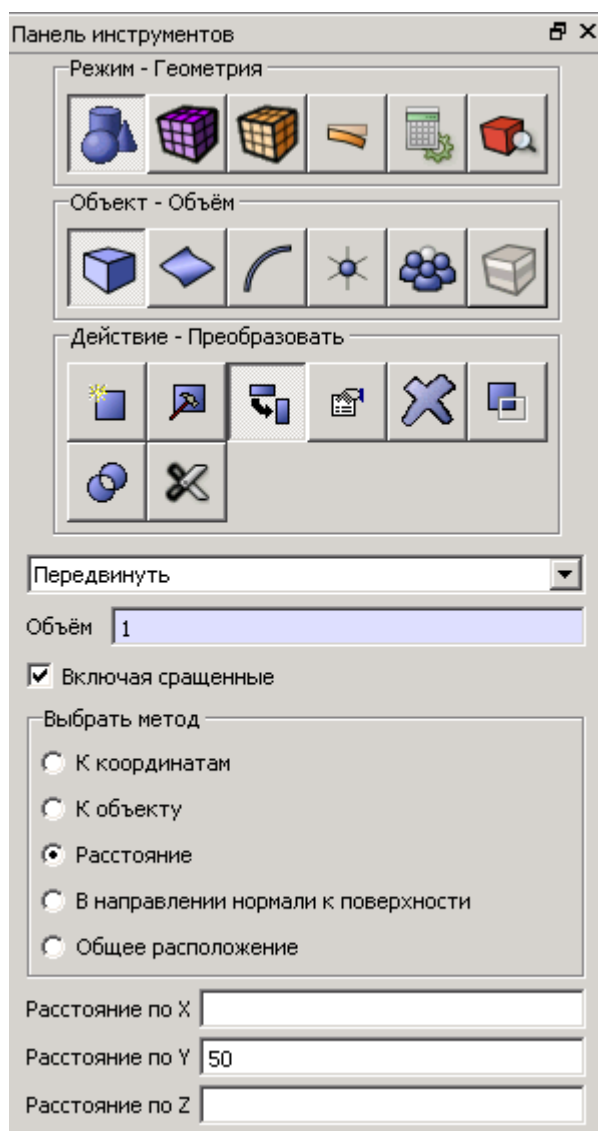 Панель инструментов
Режим - Геометрия
Объект - Объём
Действие - Преобразовать
Передвинуть
Объём 1
Включая сращенные
Выбрать метод
К координатам
К объекту
Расстояние
В направлении нормали к поверхности
Общее расположение
Расстояние по X
Расстояние по Y 50
Расстояние по Z